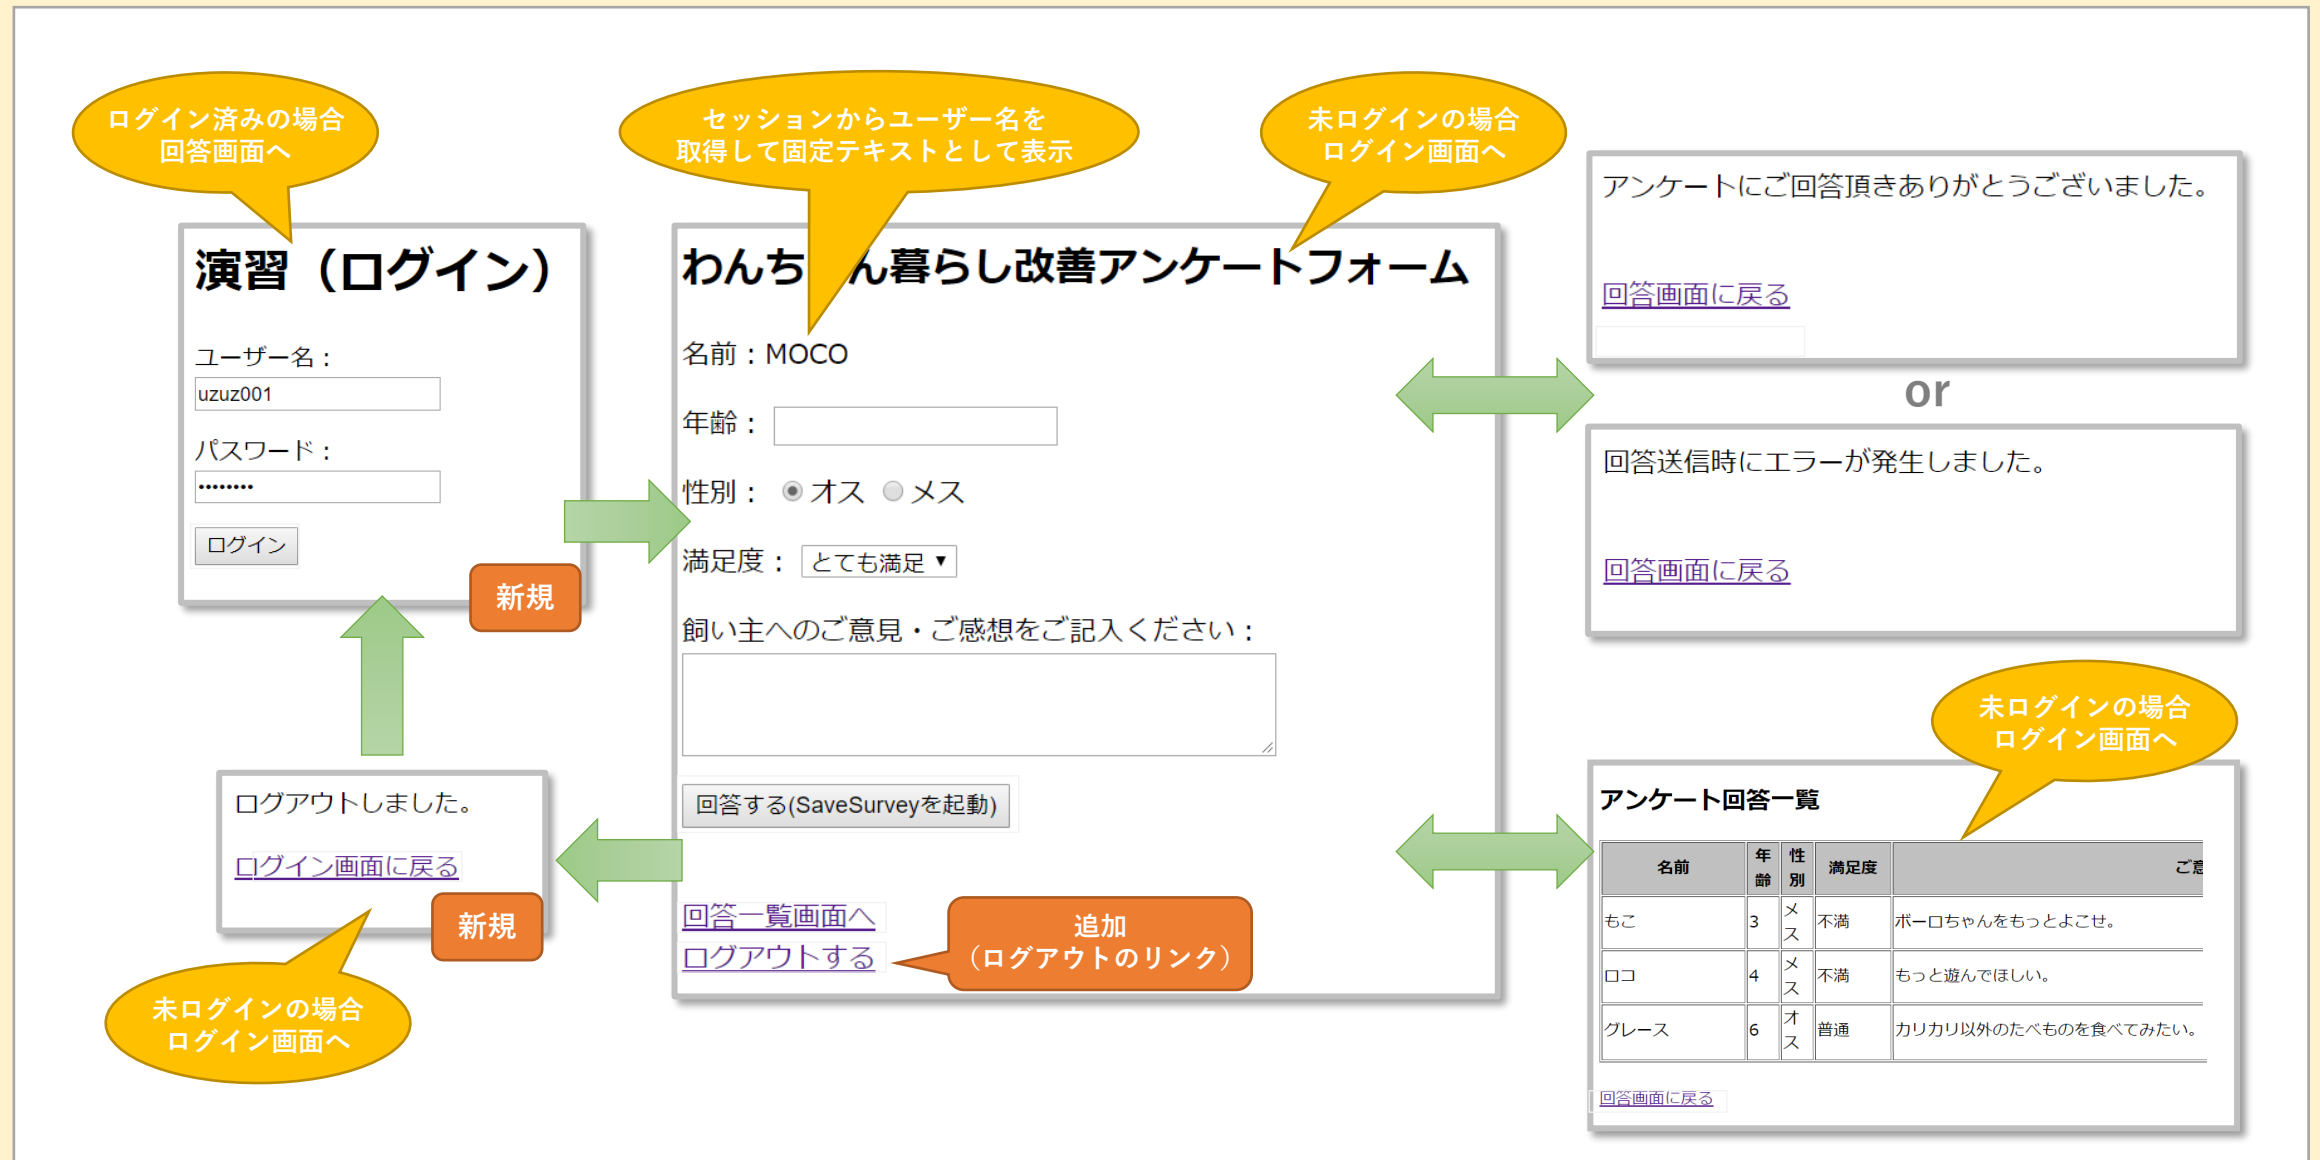 ログイン済みの場合
回答画面へ
演習（ログイン）
ユーザー名：
uzuz001
パスワード：
••••••••
ログイン
新規
セッションからユーザー名を
取得して固定テキストとして表示
未ログインの場合
ログイン画面へ
わんち　ん暮らし改善アンケートフォーム
名前：MOCO
年齢：
性別： オス メス
満足度： とても満足▼
飼い主へのご意見・ご感想をご記入ください：
回答する(SaveSurveyを起動)
回答一覧画面へ
ログアウトする
追加
（ログアウトのリンク）
ログアウトしました。
ログイン画面に戻る
新規
未ログインの場合
ログイン画面へ
アンケートにご回答頂きありがとうございました。
回答画面に戻る
or
回答送信時にエラーが発生しました。
回答画面に戻る
未ログインの場合
ログイン画面へ
アンケート回答一覧
名前 年齢 性別 満足度 ご意
もこ 3 メス 不満 ボーロちゃんをもっとよこせ。
ロコ 4 メス 不満 もっと遊んでほしい。
グレース 6 オス 普通 カリカリ以外のたべものを食べてみたい。
回答画面に戻る